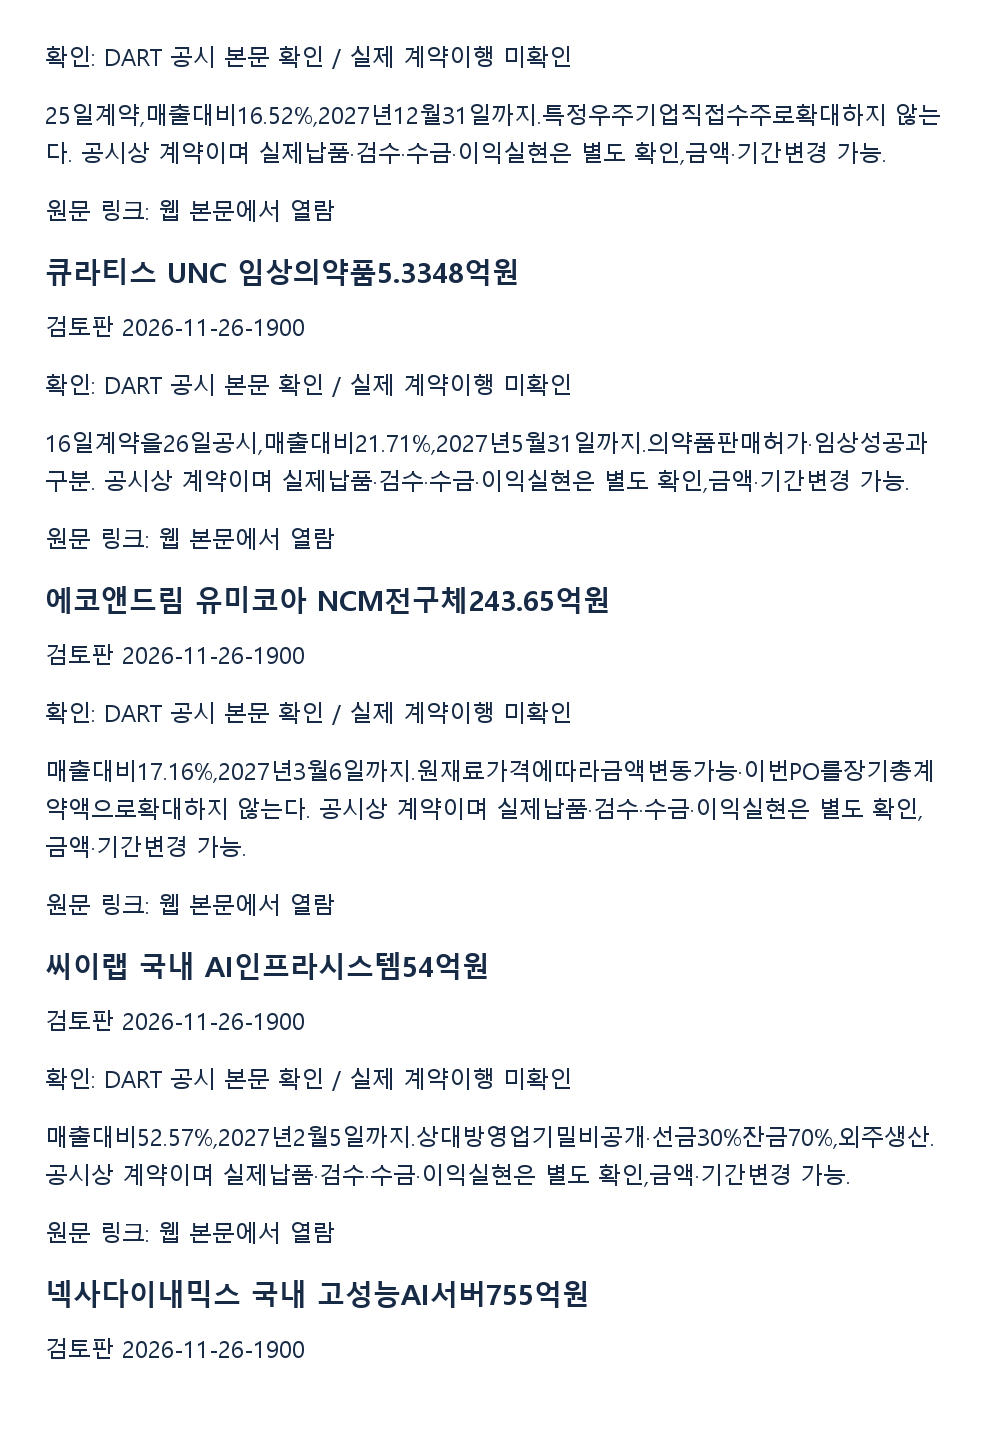 확인: DART 공시 본문 확인 / 실제 계약이행 미확인
25일계약,매출대비16.52%,2027년12월31일까지.특정우주기업직접수주로확대하지 않는
다. 공시상 계약이며 실제납품·검수·수금·이익실현은 별도 확인,금액·기간변경 가능.
원문 링크: 웹 본문에서 열람
큐라티스 UNC 임상의약품5.3348억원
검토판 2026-11-26-1900
확인: DART 공시 본문 확인 / 실제 계약이행 미확인
16일계약을26일공시,매출대비21.71%,2027년5월31일까지.의약품판매허가·임상성공과
구분. 공시상 계약이며 실제납품·검수·수금·이익실현은 별도 확인,금액·기간변경 가능.
원문 링크: 웹 본문에서 열람
에코앤드림 유미코아 NCM전구체243.65억원
검토판 2026-11-26-1900
확인: DART 공시 본문 확인 / 실제 계약이행 미확인
매출대비17.16%,2027년3월6일까지.원재료가격에따라금액변동가능·이번PO를장기총계
약액으로확대하지 않는다. 공시상 계약이며 실제납품·검수·수금·이익실현은 별도 확인,
금액·기간변경 가능.
원문 링크: 웹 본문에서 열람
씨이랩 국내 AI인프라시스템54억원
검토판 2026-11-26-1900
확인: DART 공시 본문 확인 / 실제 계약이행 미확인
매출대비52.57%,2027년2월5일까지.상대방영업기밀비공개·선금30%잔금70%,외주생산.
공시상 계약이며 실제납품·검수·수금·이익실현은 별도 확인,금액·기간변경 가능.
원문 링크: 웹 본문에서 열람
넥사다이내믹스 국내 고성능AI서버755억원
검토판 2026-11-26-1900